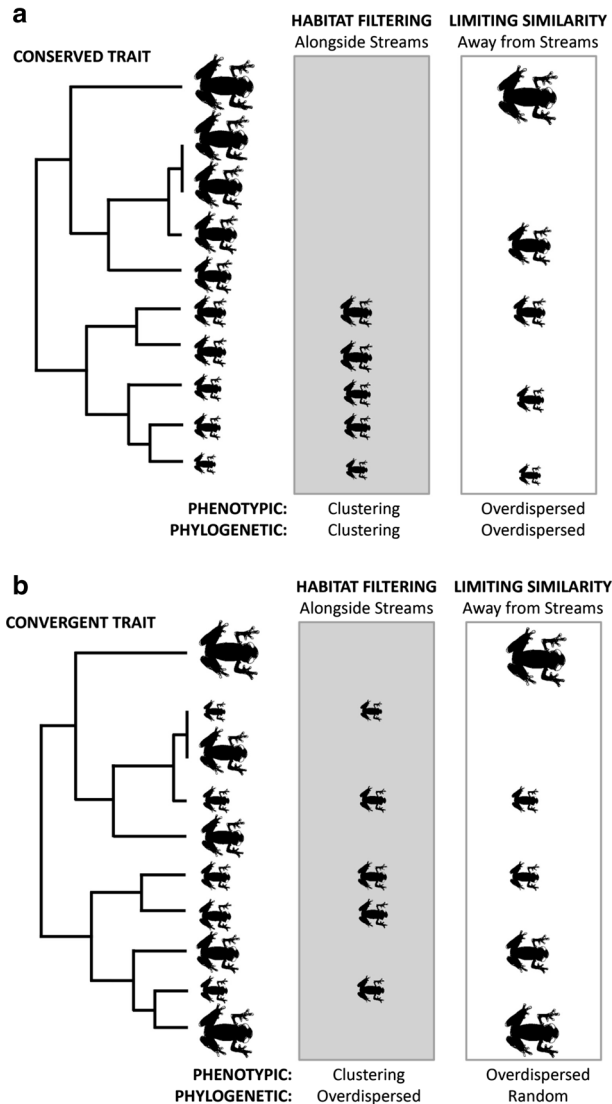 a
HABITAT FILTERING LIMITING SIMILARITY
Alongside Streams Away from Streams
CONSERVED TRAIT
PHENOTYPIC: Clustering Overdispersed
PHYLOGENETIC: Clustering Overdispersed
b
HABITAT FILTERING LIMITING SIMILARITY
Alongside Streams Away from Streams
CONVERGENT TRAIT
PHENOTYPIC: Clustering Overdispersed
PHYLOGENETIC: Overdispersed Random